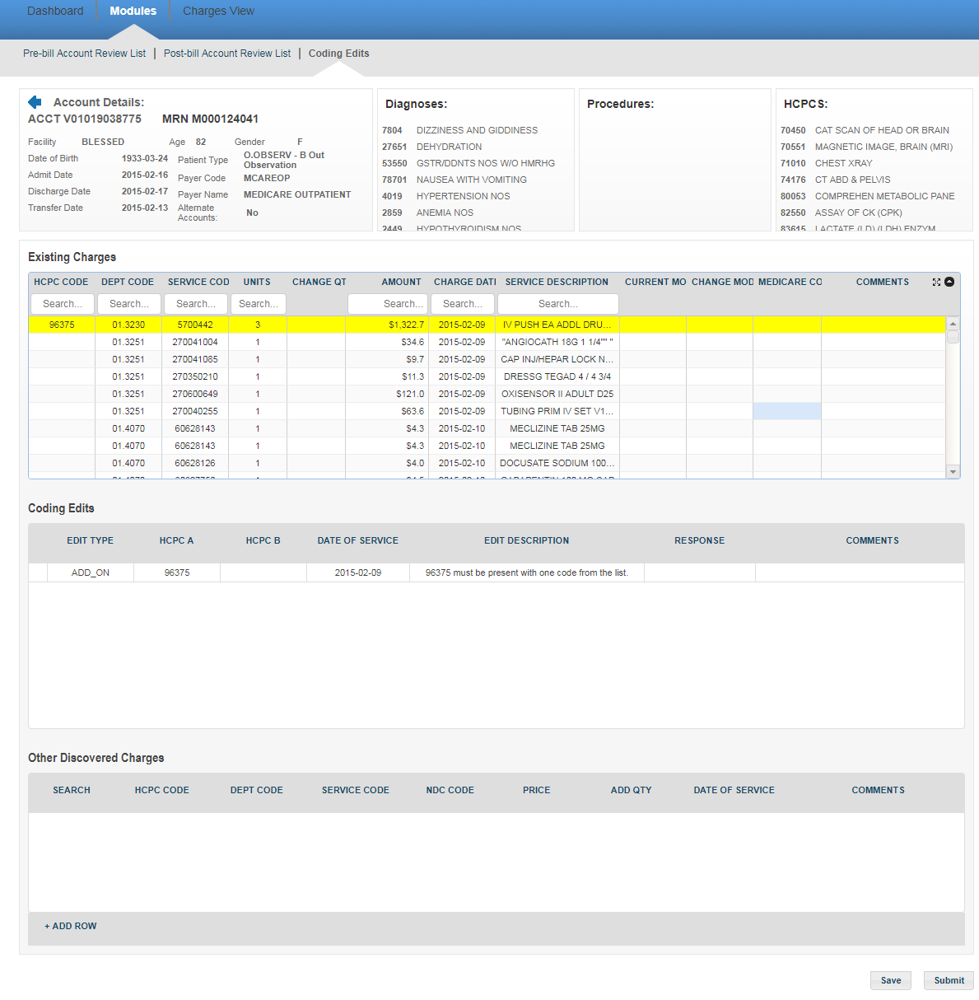 Dashboard Modules Charges View
Pre-bill Account Review List | Post-bill Account Review List | Coding Edits
Account Details:
ACCT V01019038775 MRN M000124041
Facility BLESSED Age 82 Gender F
Date of Birth 1933-03-24 Patient Type O.OBSERV - B Out Observation
Admit Date 2015-02-16 Payer Code MCAREOP
Discharge Date 2015-02-17 Payer Name MEDICARE OUTPATIENT
Transfer Date 2015-02-13 Alternate Accounts: No
Diagnoses:
7804 DIZZINESS AND GIDDINESS
27651 DEHYDRATION
53550 GSTR/DDNTS NOS W/O HMRHG
78701 NAUSEA WITH VOMITING
4019 HYPERTENSION NOS
2859 ANEMIA NOS
2449 HYPOTHYROIDISM NOS
Procedures:
HCPCS:
70450 CAT SCAN OF HEAD OR BRAIN
70551 MAGNETIC IMAGE, BRAIN (MRI)
71010 CHEST XRAY
74176 CT ABD & PELVIS
80053 COMPREHEN METABOLIC PANE
82550 ASSAY OF CK (CPK)
83615 LACTATE (LD) (LDH) ENZYM
Existing Charges
HCPC CODE DEPT CODE SERVICE COD UNITS CHANGE QT AMOUNT CHARGE DATI SERVICE DESCRIPTION CURRENT MO CHANGE MOD MEDICARE CO COMMENTS
Search... Search... Search... Search... Search... Search... Search...
96375 01.3230 5700442 3 $1,322.7 2015-02-09 IV PUSH EA ADDL DRU...
01.3251 270041004 1 $34.6 2015-02-09 "ANGIOCATH 18G 1 1/4"" "
01.3251 270041085 1 $9.7 2015-02-09 CAP INJ/HEPAR LOCK N...
01.3251 270350210 1 $11.3 2015-02-09 DRESSG TEGAD 4 / 4 3/4
01.3251 270600649 1 $121.0 2015-02-09 OXISENSOR II ADULT D25
01.3251 270040255 1 $63.6 2015-02-09 TUBING PRIM IV SET V1...
01.4070 60628143 1 $4.3 2015-02-10 MECLIZINE TAB 25MG
01.4070 60628143 1 $4.3 2015-02-10 MECLIZINE TAB 25MG
01.4070 60628126 1 $4.0 2015-02-10 DOCUSATE SODIUM 100...
Coding Edits
EDIT TYPE HCPC A HCPC B DATE OF SERVICE EDIT DESCRIPTION RESPONSE COMMENTS
ADD_ON 96375 2015-02-09 96375 must be present with one code from the list.
Other Discovered Charges
SEARCH HCPC CODE DEPT CODE SERVICE CODE NDC CODE PRICE ADD QTY DATE OF SERVICE COMMENTS
+ ADD ROW
Save Submit